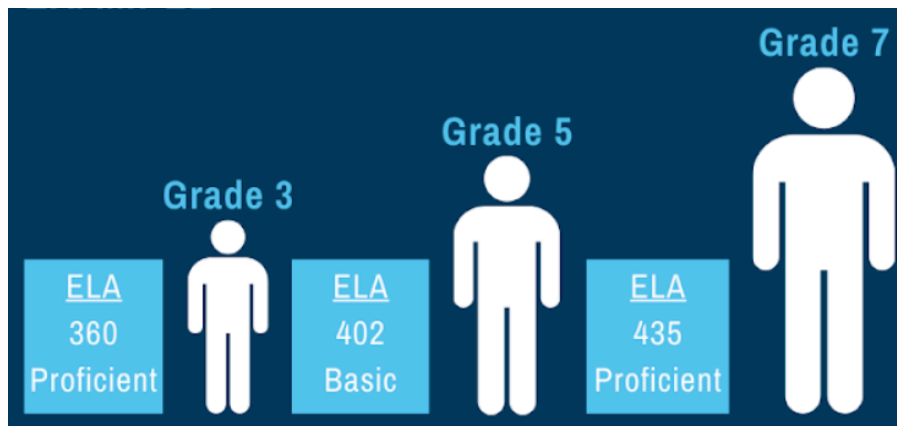 Grade 7
Grade 5
Grade 3
ELA
360
Proficient
ELA
402
Basic
ELA
435
Proficient